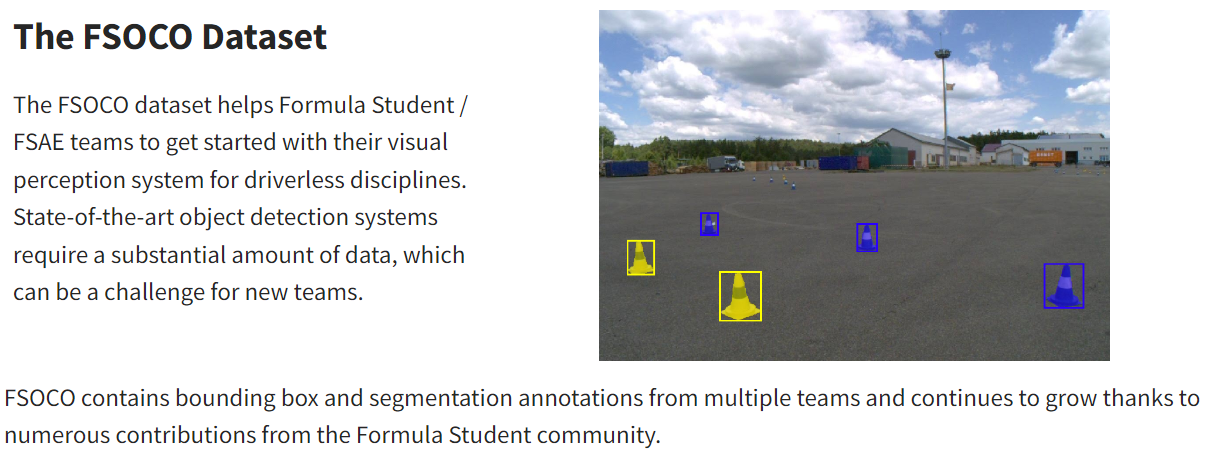 The FSOCO Dataset
The FSOCO dataset helps Formula Student /
FSAE teams to get started with their visual
perception system for driverless disciplines.
State-of-the-art object detection systems
require a substantial amount of data, which
can be a challenge for new teams.
FSOCO contains bounding box and segmentation annotations from multiple teams and continues to grow thanks to
numerous contributions from the Formula Student community.